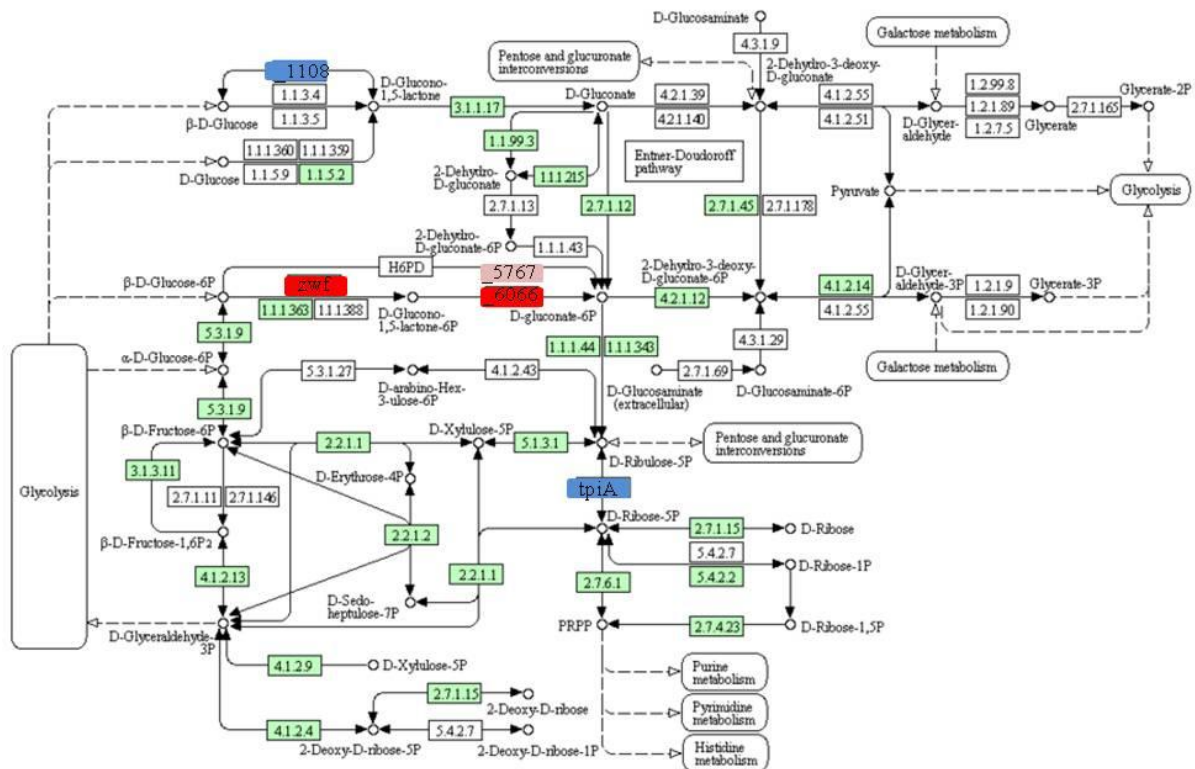 D-Glucosaminate
4.3.1.9
Galactose metabolism
Pentose and glucuronate
interconversions
2-Dehydro-3-deoxy-
D-gluconate
_1108
D-Glucono-
1,5-lactone
1.1.3.4
1.1.3.5
β-D-Glucose
3.1.1.17
D-Gluconate
4.2.1.39
4.2.1.140
4.1.2.55
4.1.2.51
D-Glycer-
aldehyde
1.2.99.8
1.2.1.89
1.2.7.5
Glycerate
2.7.1.165
Glycerate-2P
1.1.99.3
1.1.1.360
1.1.1.359
D-Glucose
1.1.5.9
1.1.5.2
2-Dehydro-
D-gluconate
1.1.1.215
Entner-Doudoroff
pathway
Pyruvate
Glycolysis
2.7.1.13
2.7.1.12
2.7.1.45
2.7.1.178
2-Dehydro-
D-gluconate-6P
1.1.1.43
H6PD
_5767
2-Dehydro-3-deoxy-
D-gluconate-6P
β-D-Glucose-6P
zwf
_6066
1.1.1.363
1.1.1.388
D-Glucono-
1,5-lactone-6P
D-gluconate-6P
4.2.1.12
4.1.2.14
4.1.2.55
D-Glycer-
aldehyde-3P
1.2.1.9
1.2.1.90
Glycerate-3P
5.3.1.9
1.1.1.44
1.1.1.343
4.3.1.29
α-D-Glucose-6P
5.3.1.27
D-arabino-Hex-
3-ulose-6P
4.1.2.43
D-Glucosaminate
(extracellular)
2.7.1.69
D-Glucosaminate-6P
Galactose metabolism
5.3.1.9
β-D-Fructose-6P
2.2.1.1
D-Xylulose-5P
5.1.3.1
D-Ribulose-5P
Pentose and glucuronate
interconversions
3.1.3.11
D-Erythrose-4P
Glycolysis
2.7.1.11
2.7.1.146
tpiA
D-Ribose-5P
2.2.1.2
2.7.1.15
D-Ribose
β-D-Fructose-1,6P2
5.4.2.7
5.4.2.2
D-Ribose-1P
4.1.2.13
2.2.1.1
2.7.6.1
D-Sedo-
heptulose-7P
D-Glyceraldehyde-
3P
PRPP
2.7.4.23
D-Ribose-1,5P
4.1.2.9
D-Xylulose-5P
Purine
metabolism
2.7.1.15
2-Deoxy-D-ribose
Pyrimidine
metabolism
4.1.2.4
2-Deoxy-D-ribose-5P
5.4.2.7
2-Deoxy-D-ribose-1P
Histidine
metabolism